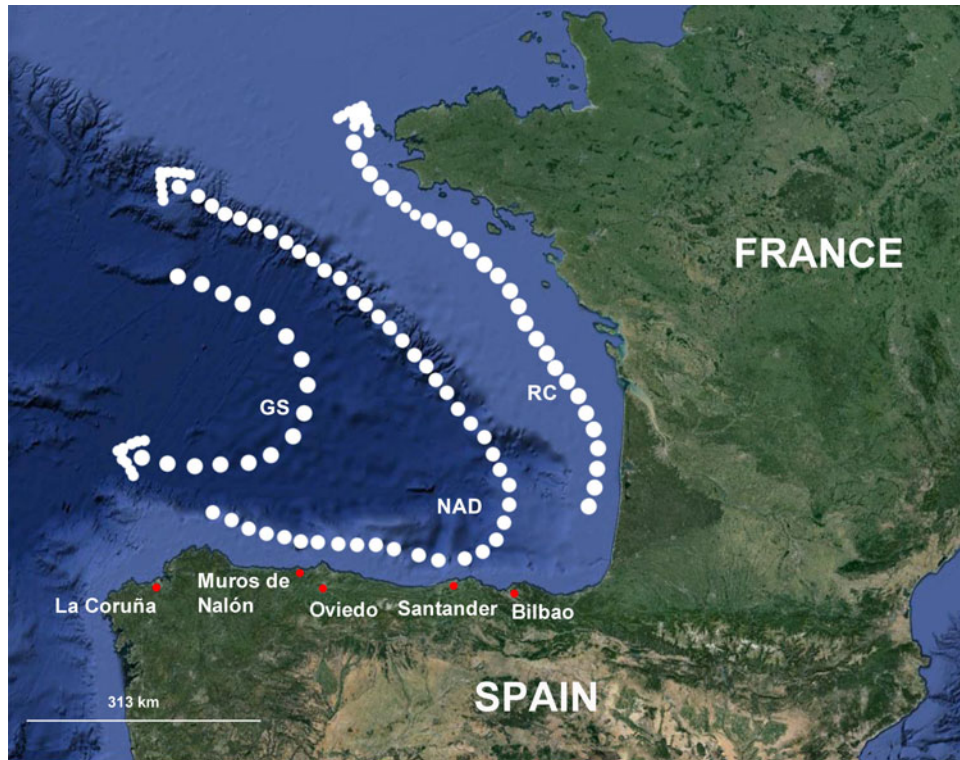 FRANCE
RC
GS
NAD
Muros de
Nalón
La Coruña
Oviedo
Santander
Bilbao
SPAIN
313 km